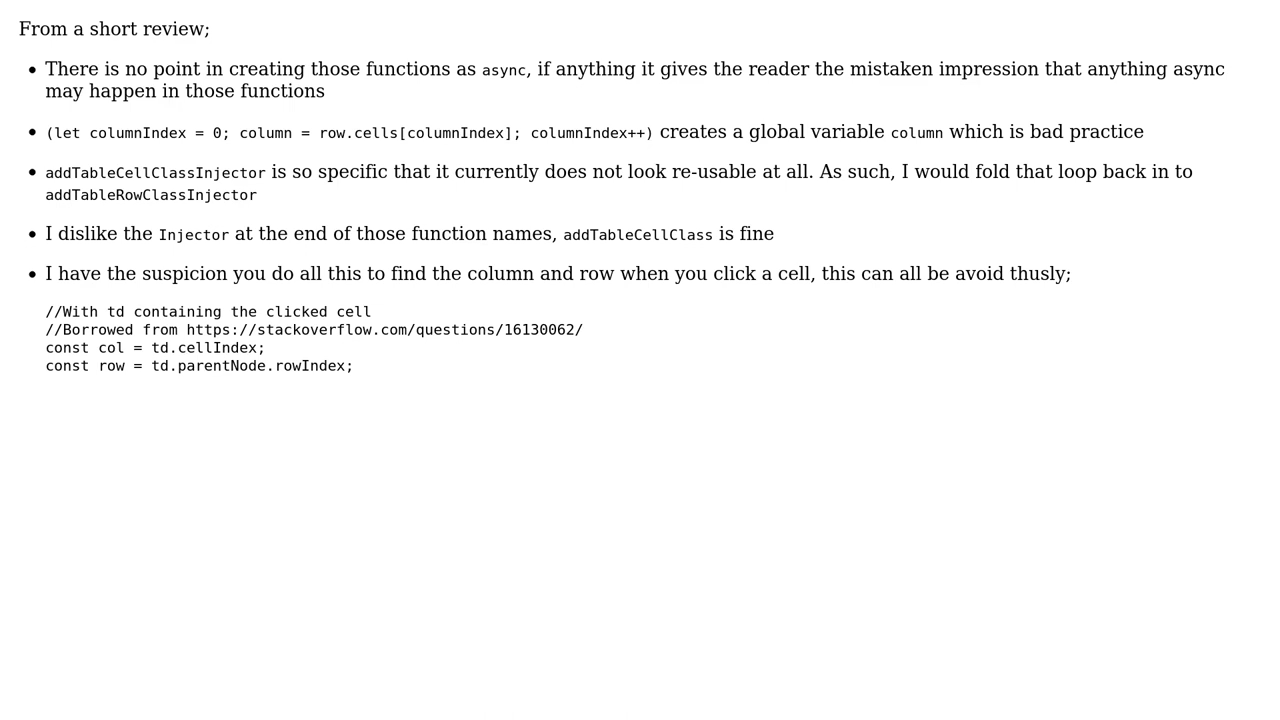 From a short review;
There is no point in creating those functions as async, if anything it gives the reader the mistaken impression that anything async
may happen in those functions
(let columnIndex = 0; column = row.cells[columnIndex]; columnIndex++) creates a global variable column which is bad practice
addTableCellClassInjector is so specific that it currently does not look re-usable at all. As such, I would fold that loop back in to
addTableRowClassInjector
I dislike the Injector at the end of those function names, addTableCellClass is fine
I have the suspicion you do all this to find the column and row when you click a cell, this can all be avoid thusly;
//With td containing the clicked cell
//Borrowed from https://stackoverflow.com/questions/16130062/
const col = td.cellIndex;
const row = td.parentNode.rowIndex;